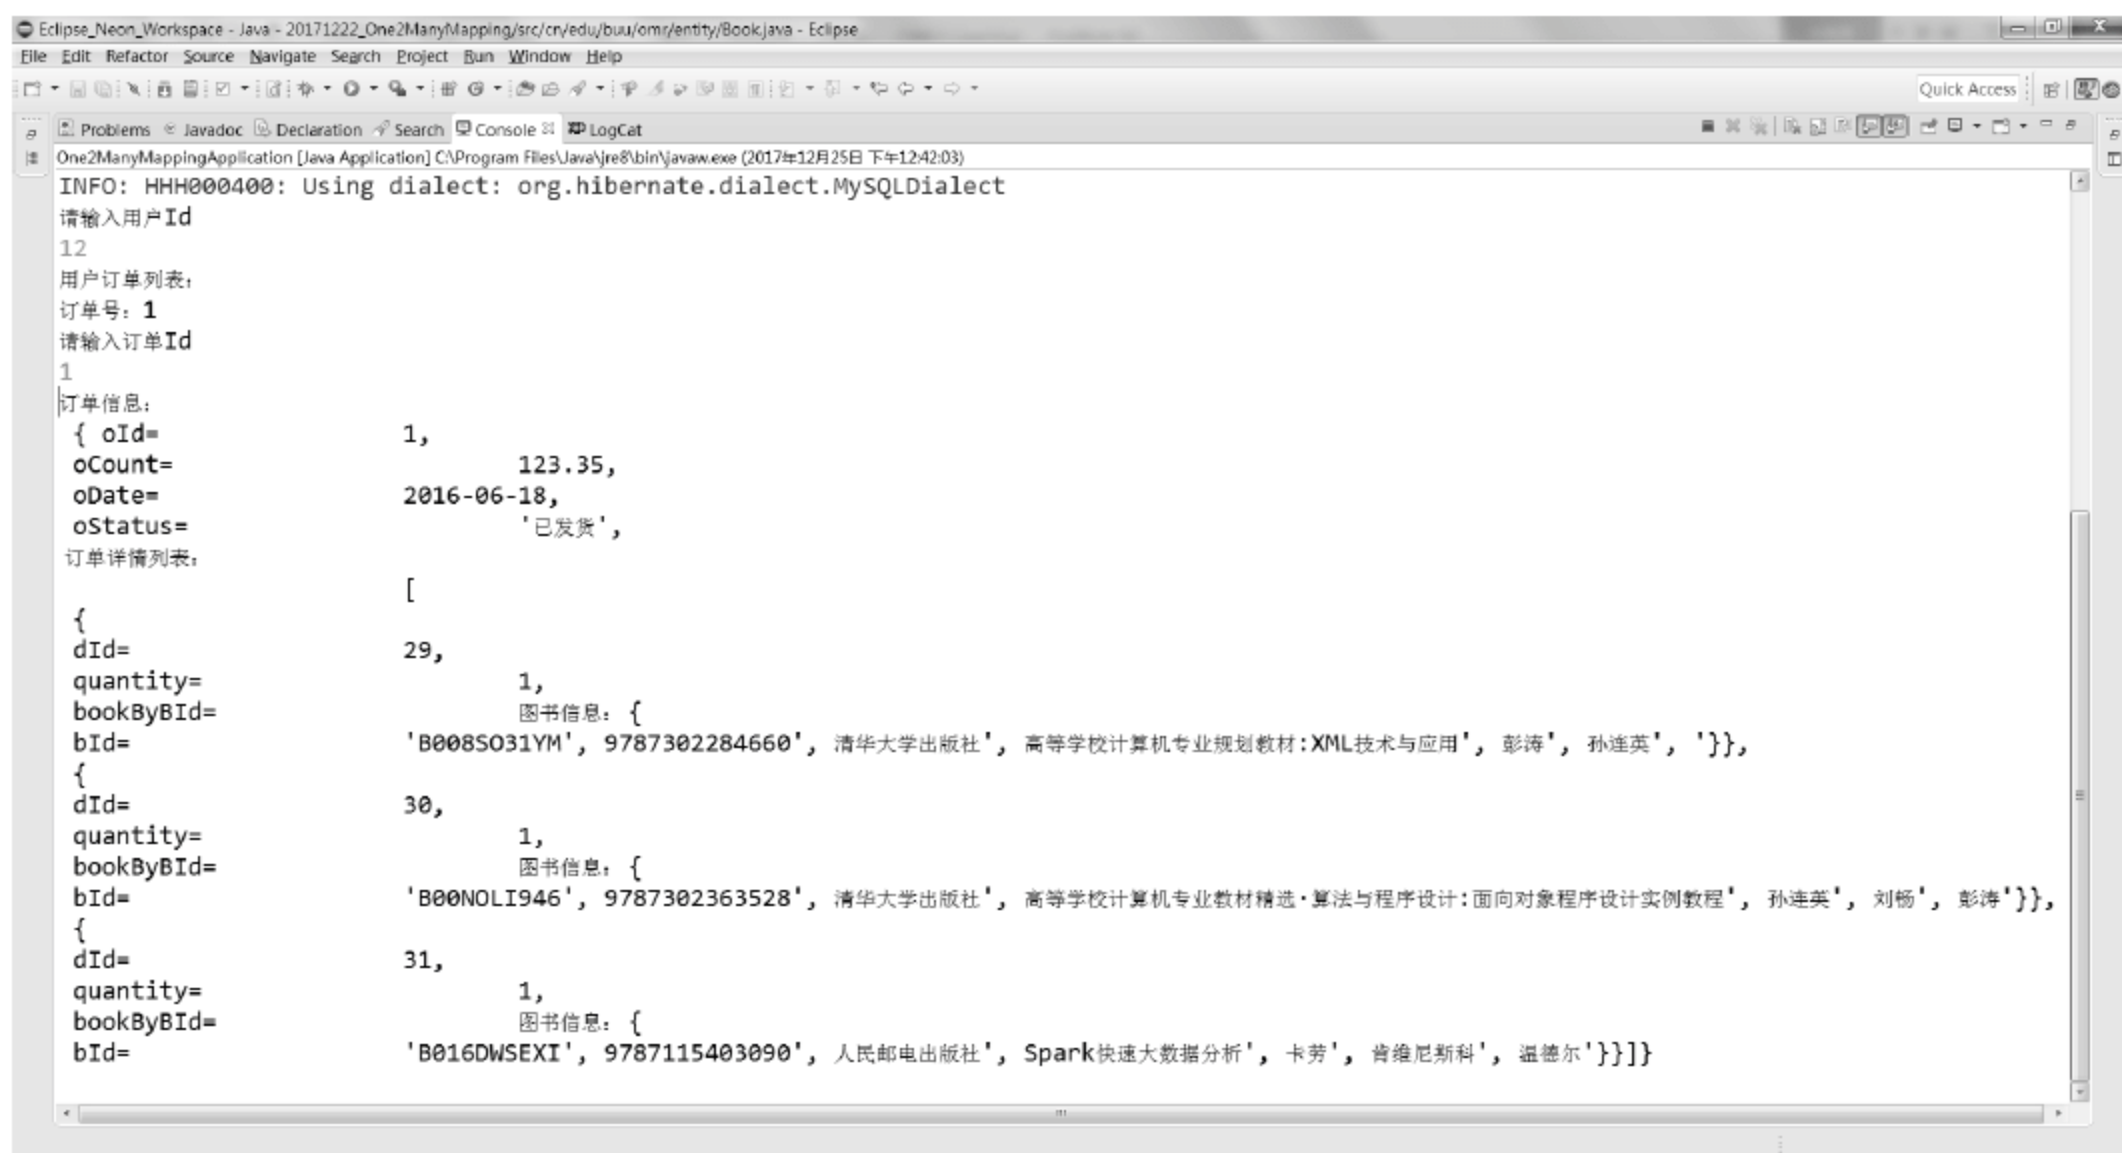 Eclipse_Neon_Workspace - Java - 20171222_One2ManyMapping/src/cn/edu/buu/omr/entity/Book.java - Eclipse
File Edit Refactor Source Navigate Search Project Run Window Help
Quick Access
Problems Javadoc Declaration Search Console LogCat
One2ManyMappingApplication [Java Application] C:\Program Files\Java\jre8\bin\javaw.exe (2017年12月25日 下午12:42:03)
INFO: HHH000400: Using dialect: org.hibernate.dialect.MySQLDialect
请输入用户Id
12
用户订单列表：
订单号：1
请输入订单Id
1
订单信息：
{ oId= 1,
oCount= 123.35,
oDate= 2016-06-18,
oStatus= '已发货',
订单详情列表：
[
{
dId= 29,
quantity= 1,
bookByBId= 图书信息：{
bId= 'B008SO31YM', 9787302284660', 清华大学出版社', 高等学校计算机专业规划教材:XML技术与应用', 彭涛', 孙连英', '}},
{
dId= 30,
quantity= 1,
bookByBId= 图书信息：{
bId= 'B00NOLI946', 9787302363528', 清华大学出版社', 高等学校计算机专业教材精选·算法与程序设计:面向对象程序设计实例教程', 孙连英', 刘畅', 彭涛'}},
{
dId= 31,
quantity= 1,
bookByBId= 图书信息：{
bId= 'B016DWSEXI', 9787115403090', 人民邮电出版社', Spark快速大数据分析', 卡劳', 肯维尼斯科', 温德尔'}}]}